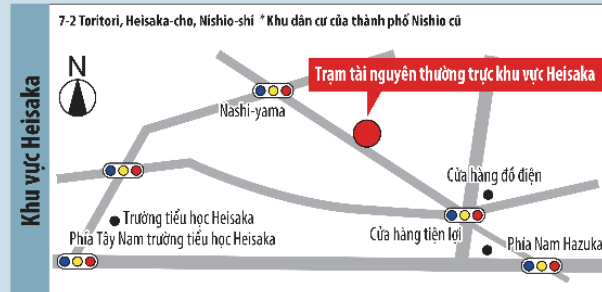 7-2 Toritori, Heisaka-cho, Nishio-shi *Khu dân cư của thành phố Nishio cũ
Khu vực Heisaka
N
Trạm tài nguyên thường trực khu vực Heisaka
Nashi-yama
Cửa hàng đồ điện
Trường tiểu học Heisaka
Phía Tây Nam trường tiểu học Heisaka
Cửa hàng tiện lợi
Phía Nam Hazuka